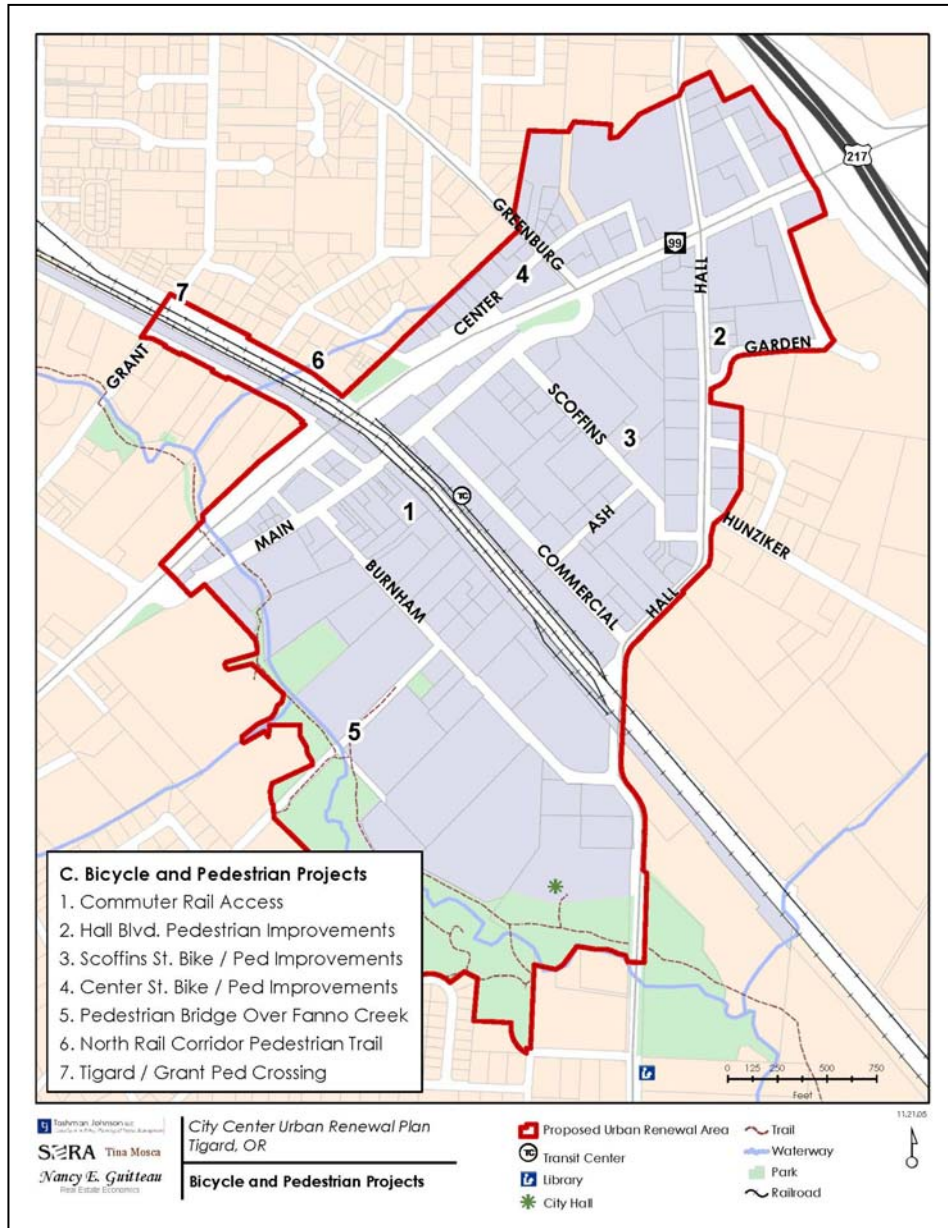 217
GREENBURG
99
HALL
4
CENTER
7
2
GARDEN
6
GRANT
SCOFFINS
3
TC
1
ASH
HUNZIKER
MAIN
COMMERCIAL
BURNHAM
HALL
5
C. Bicycle and Pedestrian Projects
1. Commuter Rail Access
2. Hall Blvd. Pedestrian Improvements
3. Scoffins St. Bike / Ped Improvements
4. Center St. Bike / Ped Improvements
5. Pedestrian Bridge Over Fanno Creek
6. North Rail Corridor Pedestrian Trail
7. Tigard / Grant Ped Crossing
0 125 250 500 750
Feet
11.21.05
Tashman Johnson LLC
SERA Tina Mosca
Nancy E. Guitteau
Real Estate Economics
City Center Urban Renewal Plan
Tigard, OR
Bicycle and Pedestrian Projects
Proposed Urban Renewal Area
TC Transit Center
Library
City Hall
Trail
Waterway
Park
Railroad